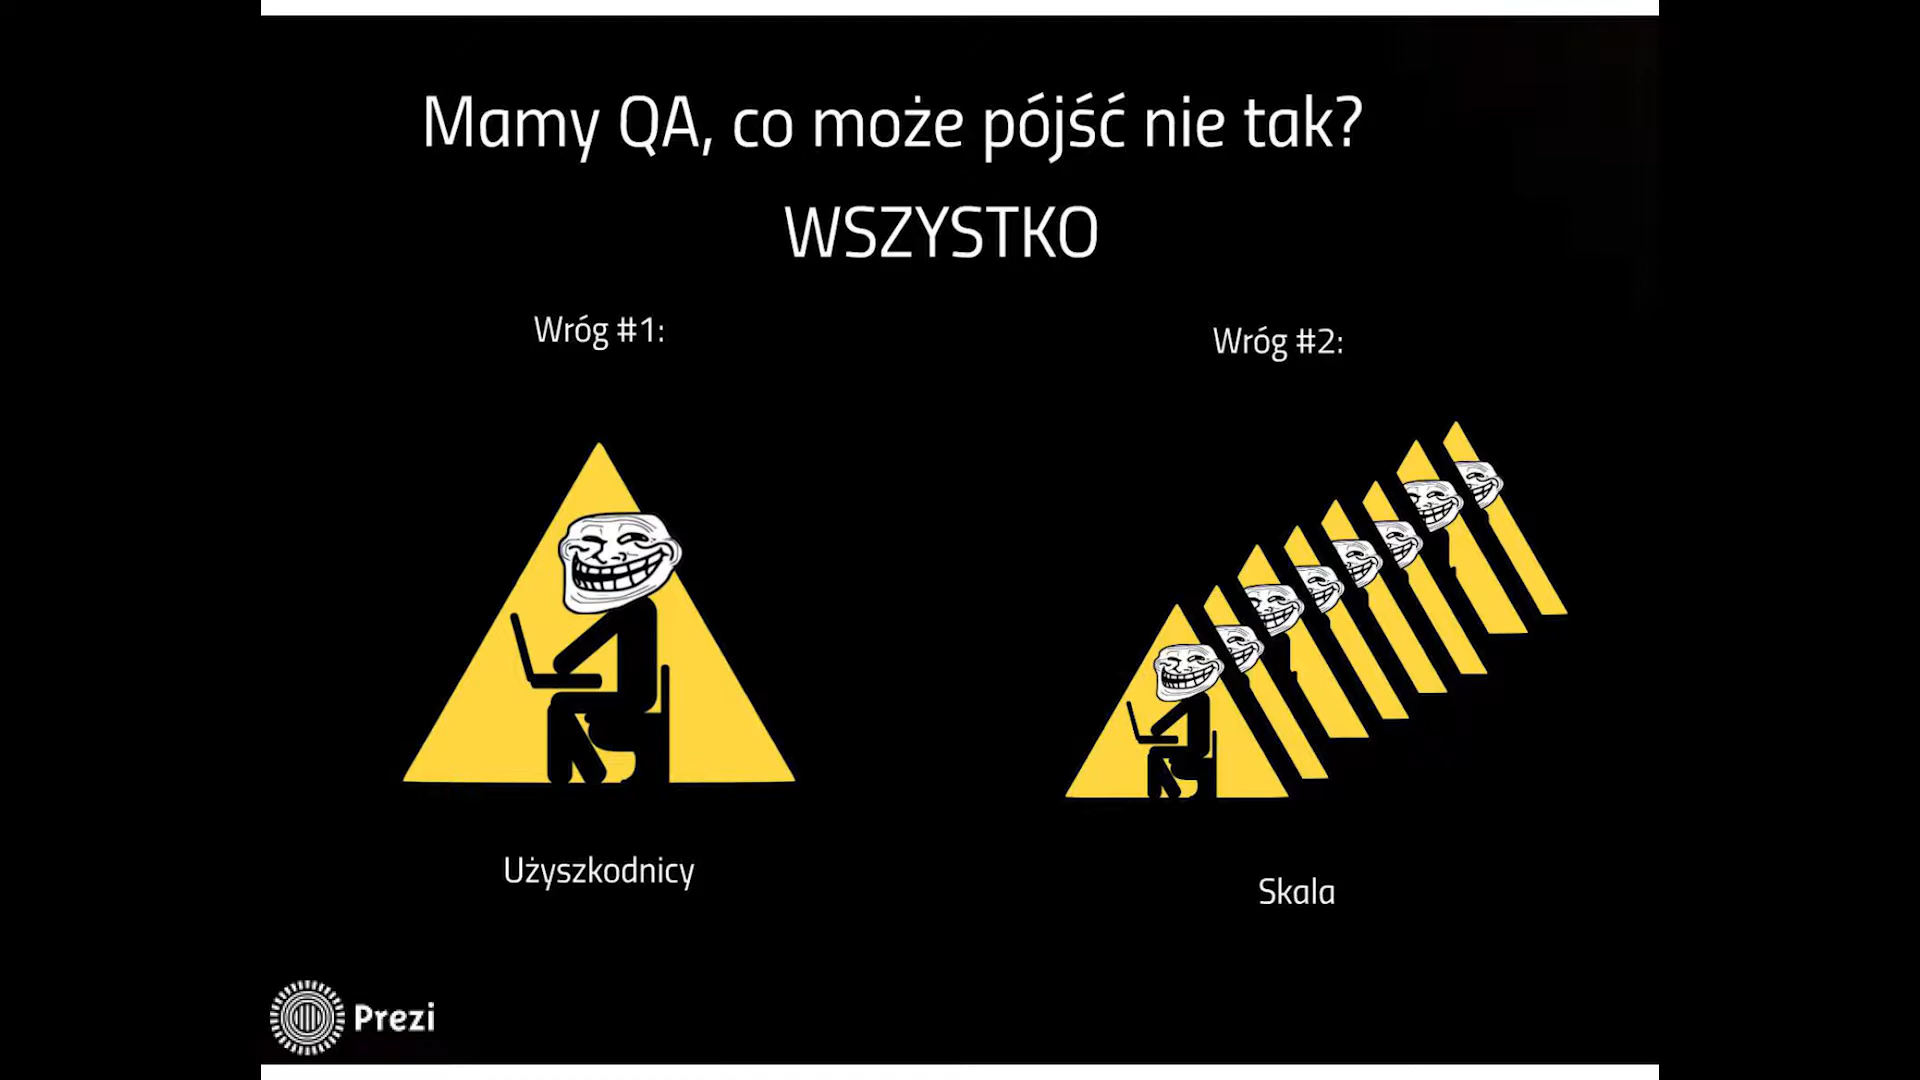 Mamy QA, co może pójść nie tak?
WSZYSTKO
Wróg #1:
Wróg #2:
Użyszkodnicy
Skala
Prezi